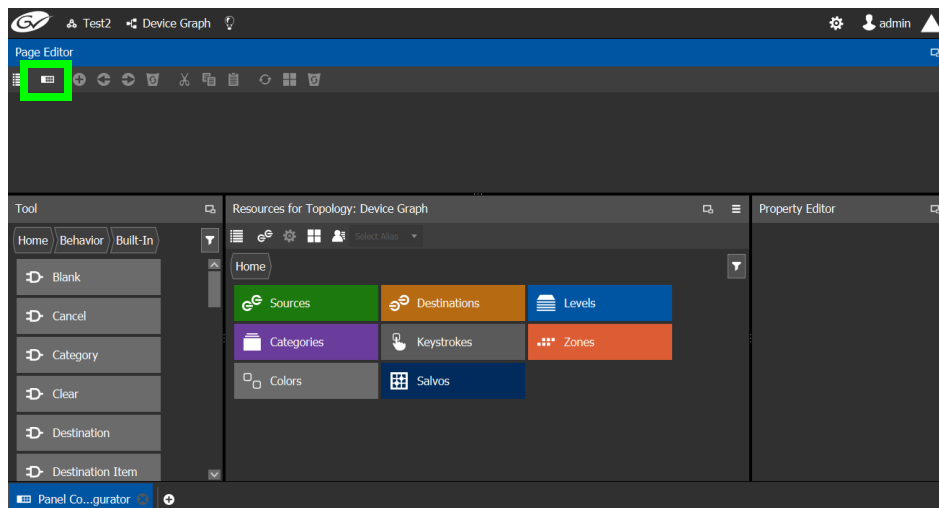 GV Test2 Device Graph admin
Page Editor
Tool Resources for Topology: Device Graph Property Editor
Home Behavior Built-In Select Alias
Home
Blank
Sources Destinations Levels
Cancel
Categories Keystrokes Zones
Category
Colors Salvos
Clear
Destination
Destination Item
Panel Co...gurator